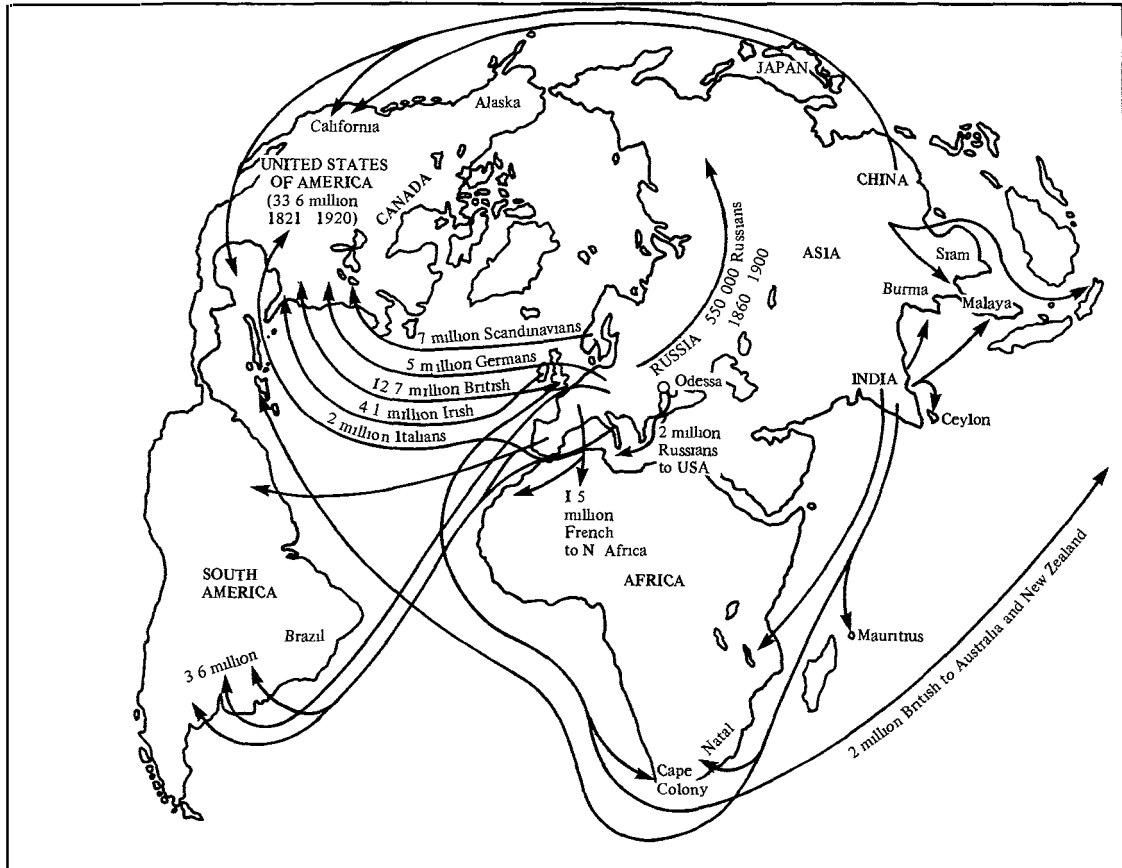 JAPAN
Alaska
California
UNITED STATES
OF AMERICA
(33 6 million
1821 1920)
CANADA
CHINA
ASIA
Siam
Burma
Malaya
550 000 Russians
1860 1900
RUSSIA
7 million Scandinavians
5 million Germans
12 7 million British
4 1 million Irish
2 million Italians
Odessa
INDIA
Ceylon
2 million
Russians
to USA
1 5
million
French
to N Africa
SOUTH
AMERICA
AFRICA
Brazil
Mauritius
3 6 million
Natal
Cape
Colony
2 million British to Australia and New Zealand